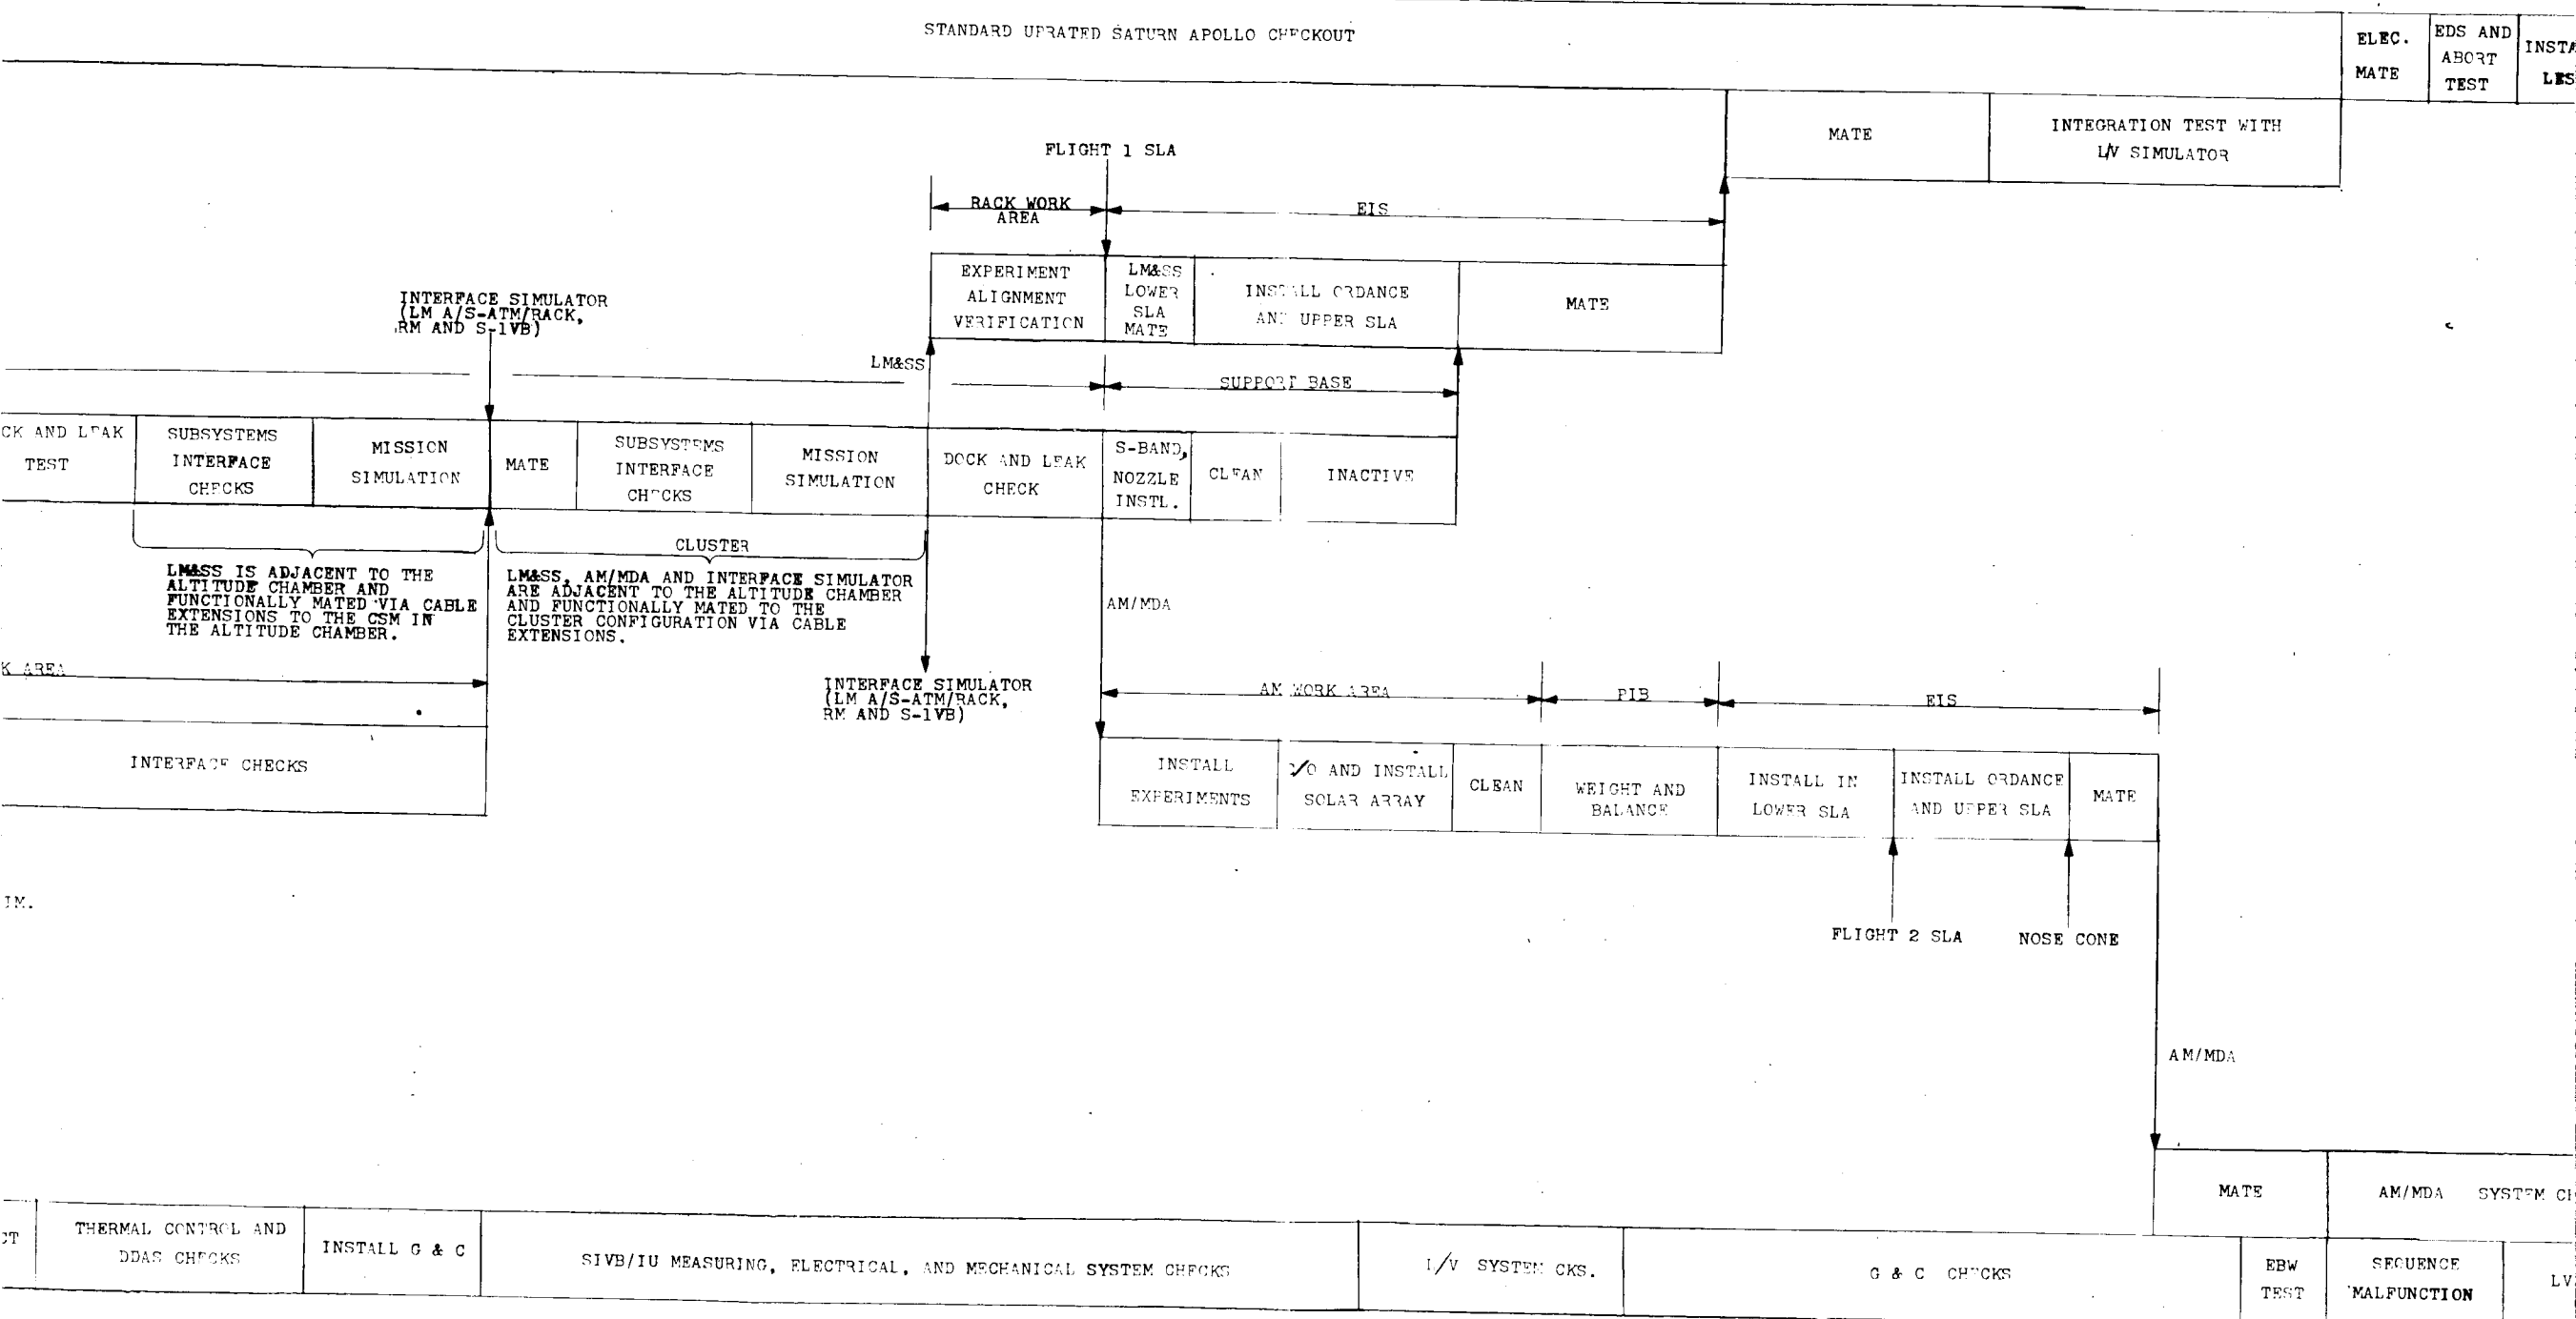 STANDARD UPRATED SATURN APOLLO CHECKOUT
ELEC.
MATE
EDS AND
ABORT
TEST
MATE
INTEGRATION TEST WITH
L/V SIMULATOR
FLIGHT 1 SLA
RACK WORK
AREA
EIS
EXPERIMENT
ALIGNMENT
VERIFICATION
LM&SS
LOWER
SLA
MATE
INSTALL ORDANCE
AND UPPER SLA
MATE
INTERFACE SIMULATOR
(LM A/S-ATM/RACK,
RM AND S-1VB)
LM&SS
SUPPORT BASE
CK AND LEAK
TEST
SUBSYSTEMS
INTERFACE
CHECKS
MISSION
SIMULATION
MATE
SUBSYSTEMS
INTERFACE
CHECKS
MISSION
SIMULATION
DOCK AND LEAK
CHECK
S-BAND,
NOZZLE
INSTL.
CLEAN
INACTIVE
CLUSTER
LM&SS IS ADJACENT TO THE
ALTITUDE CHAMBER AND
FUNCTIONALLY MATED VIA CABLE
EXTENSIONS TO THE CSM IN
THE ALTITUDE CHAMBER.
LM&SS, AM/MDA AND INTERFACE SIMULATOR
ARE ADJACENT TO THE ALTITUDE CHAMBER
AND FUNCTIONALLY MATED TO THE
CLUSTER CONFIGURATION VIA CABLE
EXTENSIONS.
AM/MDA
K AREA
INTERFACE SIMULATOR
(LM A/S-ATM/RACK,
RM AND S-1VB)
AM WORK AREA
PIB
EIS
INTERFACE CHECKS
INSTALL
EXPERIMENTS
C/O AND INSTALL
SOLAR ARRAY
CLEAN
WEIGHT AND
BALANCE
INSTALL IN
LOWER SLA
INSTALL ORDANCE
AND UPPER SLA
MATE
IM.
FLIGHT 2 SLA
NOSE CONE
AM/MDA
MATE
AM/MDA SYSTEM
THERMAL CONTROL AND
DDAS CHECKS
INSTALL G & C
SIVB/IU MEASURING, ELECTRICAL, AND MECHANICAL SYSTEM CHECKS
L/V SYSTEM CKS.
G & C CHECKS
EBW
TEST
SEQUENCE
MALFUNCTION
LV